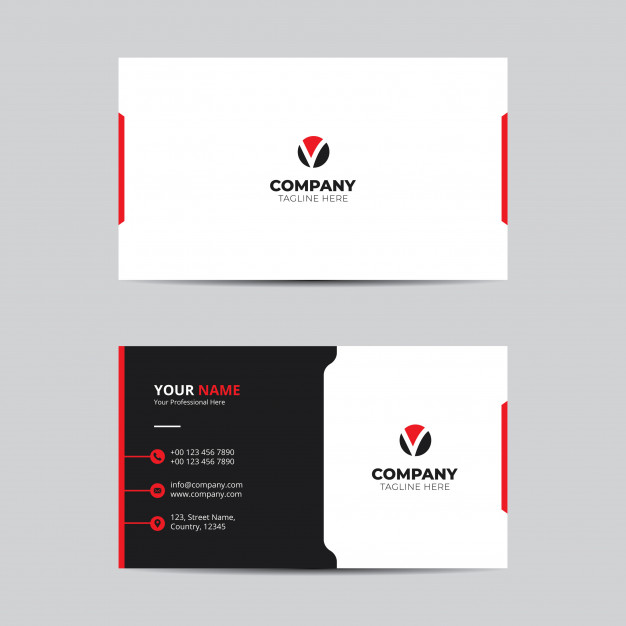 COMPANY
TAGLINE HERE
YOUR NAME
Your Professional Here
+00 123 456 7890
+00 123 456 7890
info@company.com
www.company.com
123, Street Name,
Country, 12345
COMPANY
TAGLINE HERE